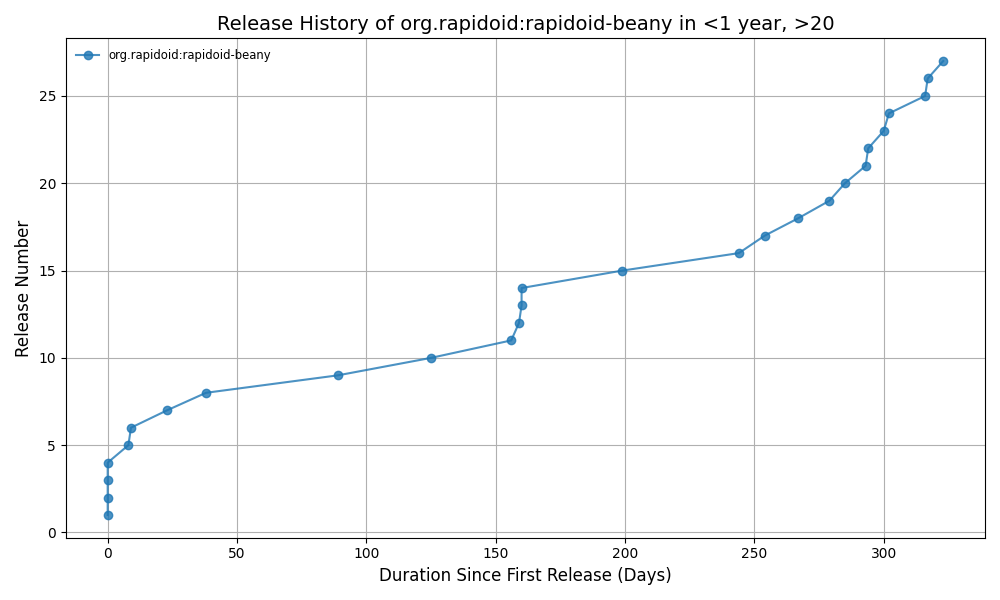 Release History of org.rapidoid:rapidoid-beany in <1 year, >20
org.rapidoid:rapidoid-beany
Release Number
25
20
15
10
5
0
0 50 100 150 200 250 300
Duration Since First Release (Days)